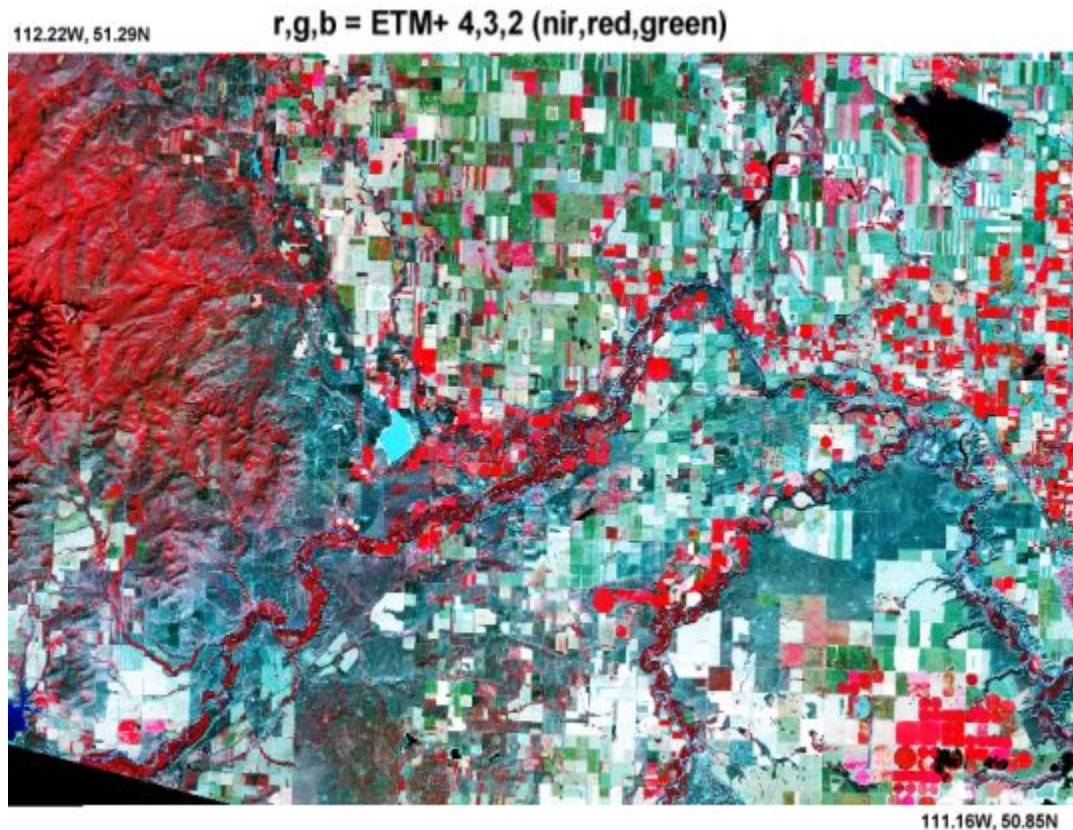 r,g,b = ETM+ 4,3,2 (nir,red,green)
112.22W, 51.29N
111.16W, 50.85N